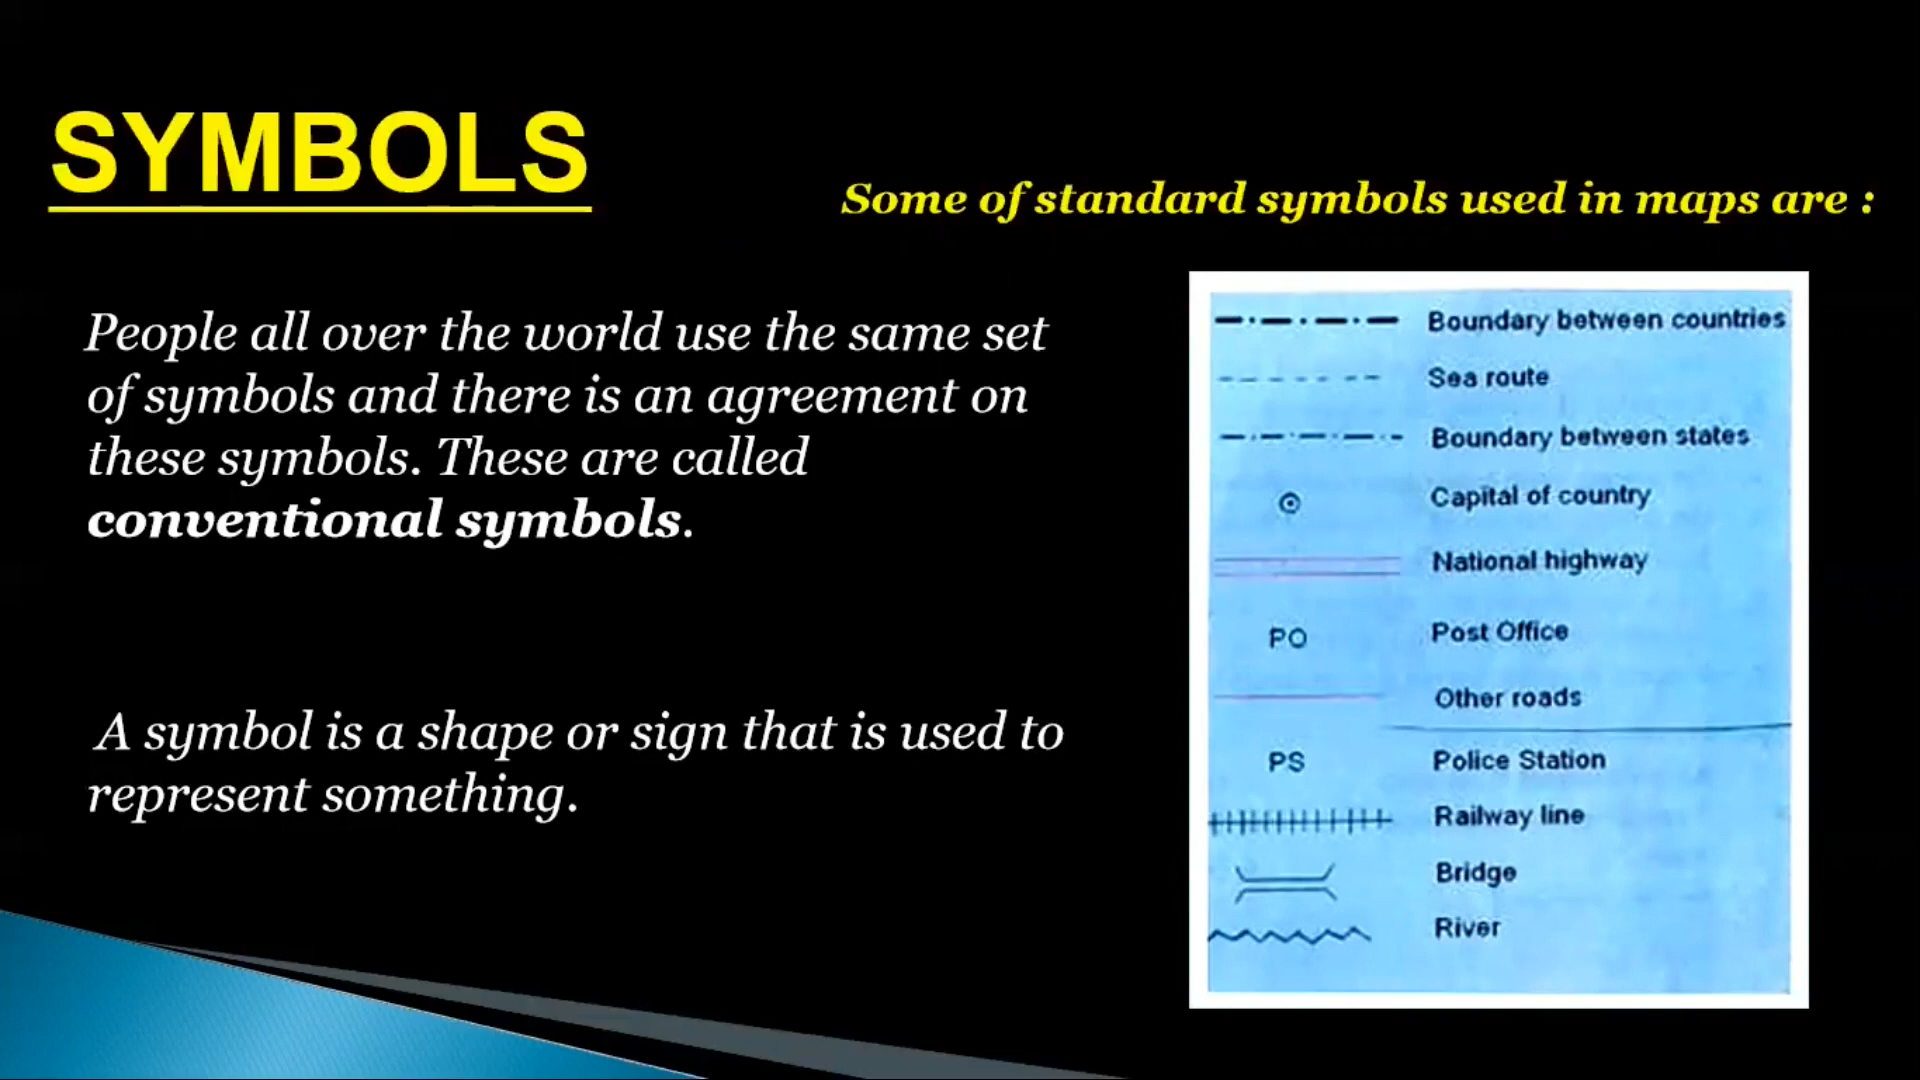 SYMBOLS
Some of standard symbols used in maps are :
People all over the world use the same set
of symbols and there is an agreement on
these symbols. These are called
conventional symbols.
A symbol is a shape or sign that is used to
represent something.
Boundary between countries
Sea route
Boundary between states
Capital of country
National highway
PO Post Office
Other roads
PS Police Station
Railway line
Bridge
River